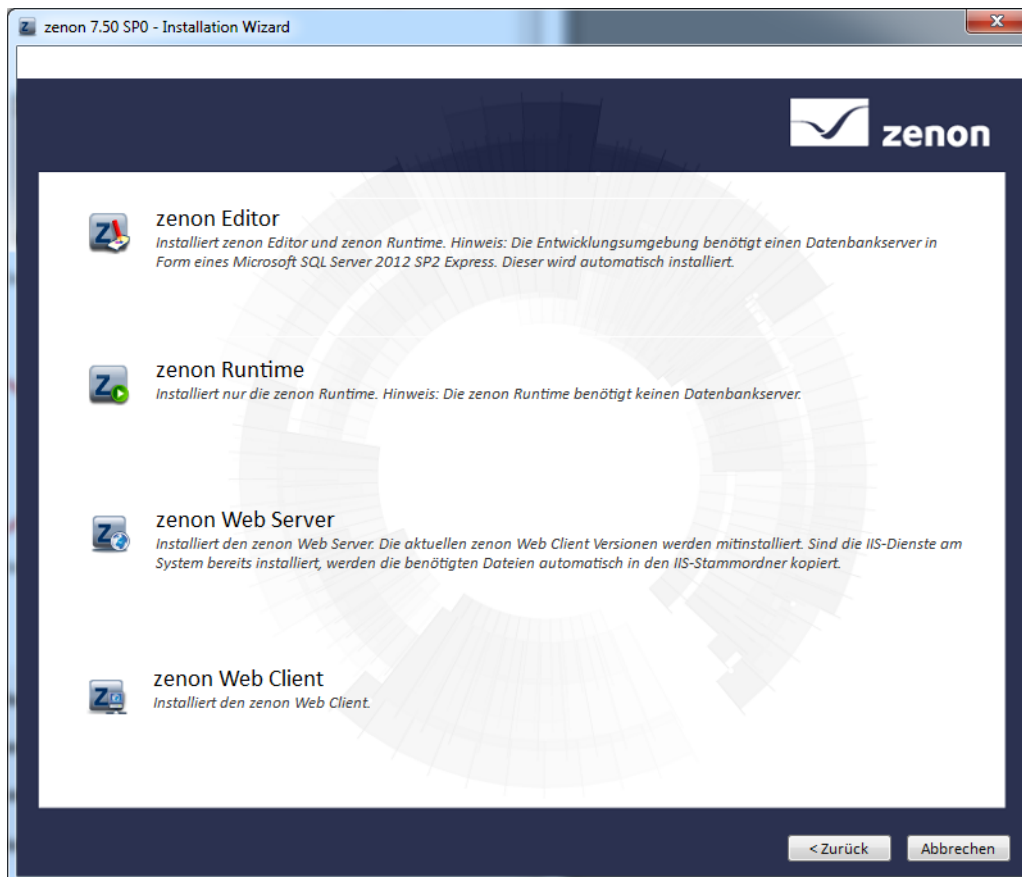 zenon 7.50 SP0 - Installation Wizard
zenon
zenon Editor
Installiert zenon Editor und zenon Runtime. Hinweis: Die Entwicklungsumgebung benötigt einen Datenbankserver in
Form eines Microsoft SQL Server 2012 SP2 Express. Dieser wird automatisch installiert.
zenon Runtime
Installiert nur die zenon Runtime. Hinweis: Die zenon Runtime benötigt keinen Datenbankserver.
zenon Web Server
Installiert den zenon Web Server. Die aktuellen zenon Web Client Versionen werden mitinstalliert. Sind die IIS-Dienste am
System bereits installiert, werden die benötigten Dateien automatisch in den IIS-Stammordner kopiert.
zenon Web Client
Installiert den zenon Web Client.
< Zurück
Abbrechen